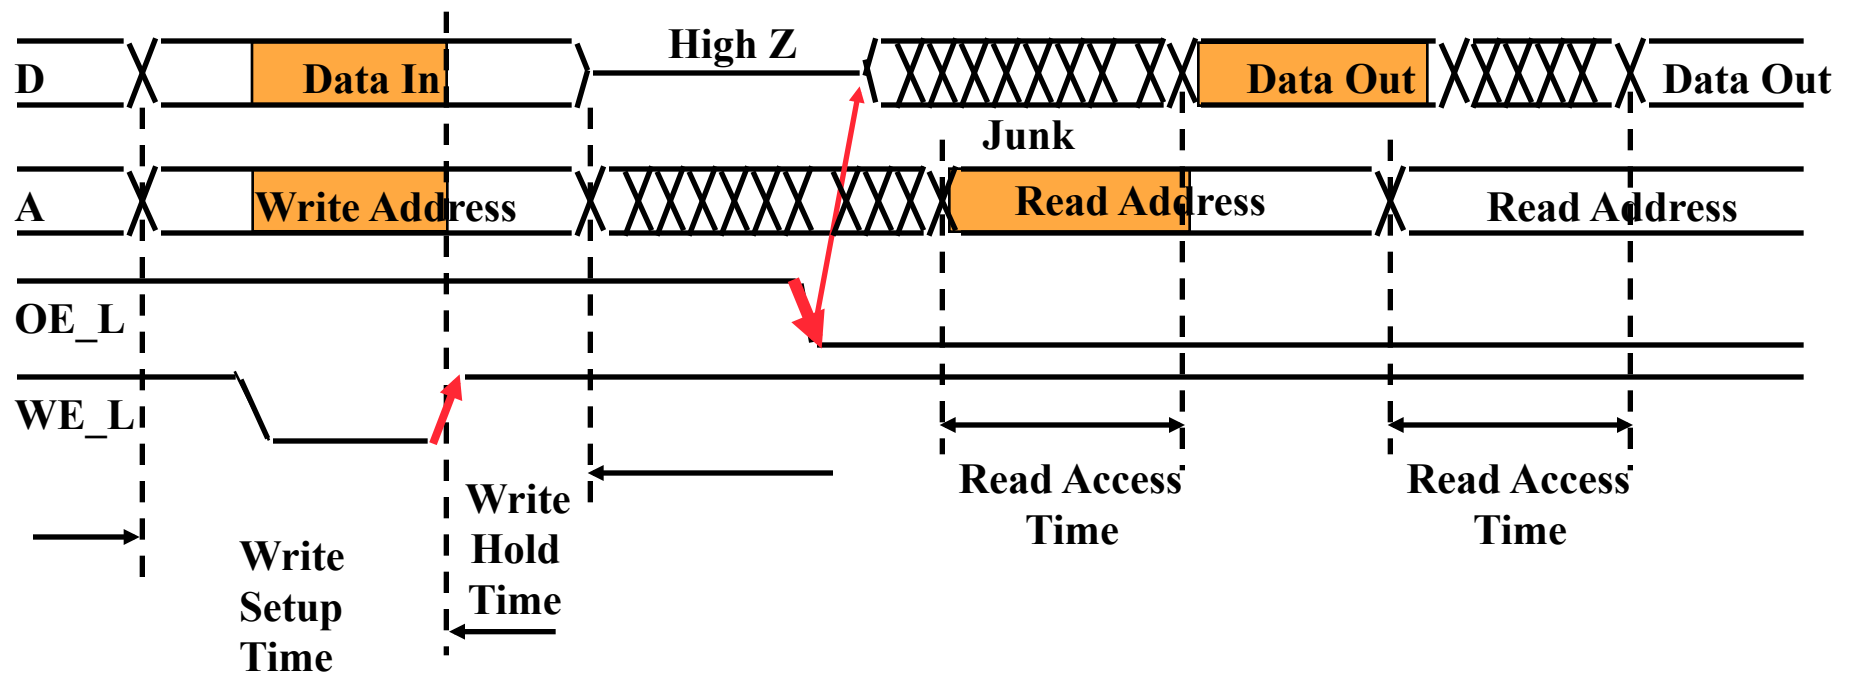 High Z
D
Data In
Data Out
Data Out
Junk
A
Write Address
Read Address
Read Address
OE_L
WE_L
Write
Hold
Time
Read Access
Time
Read Access
Time
Write
Setup
Time